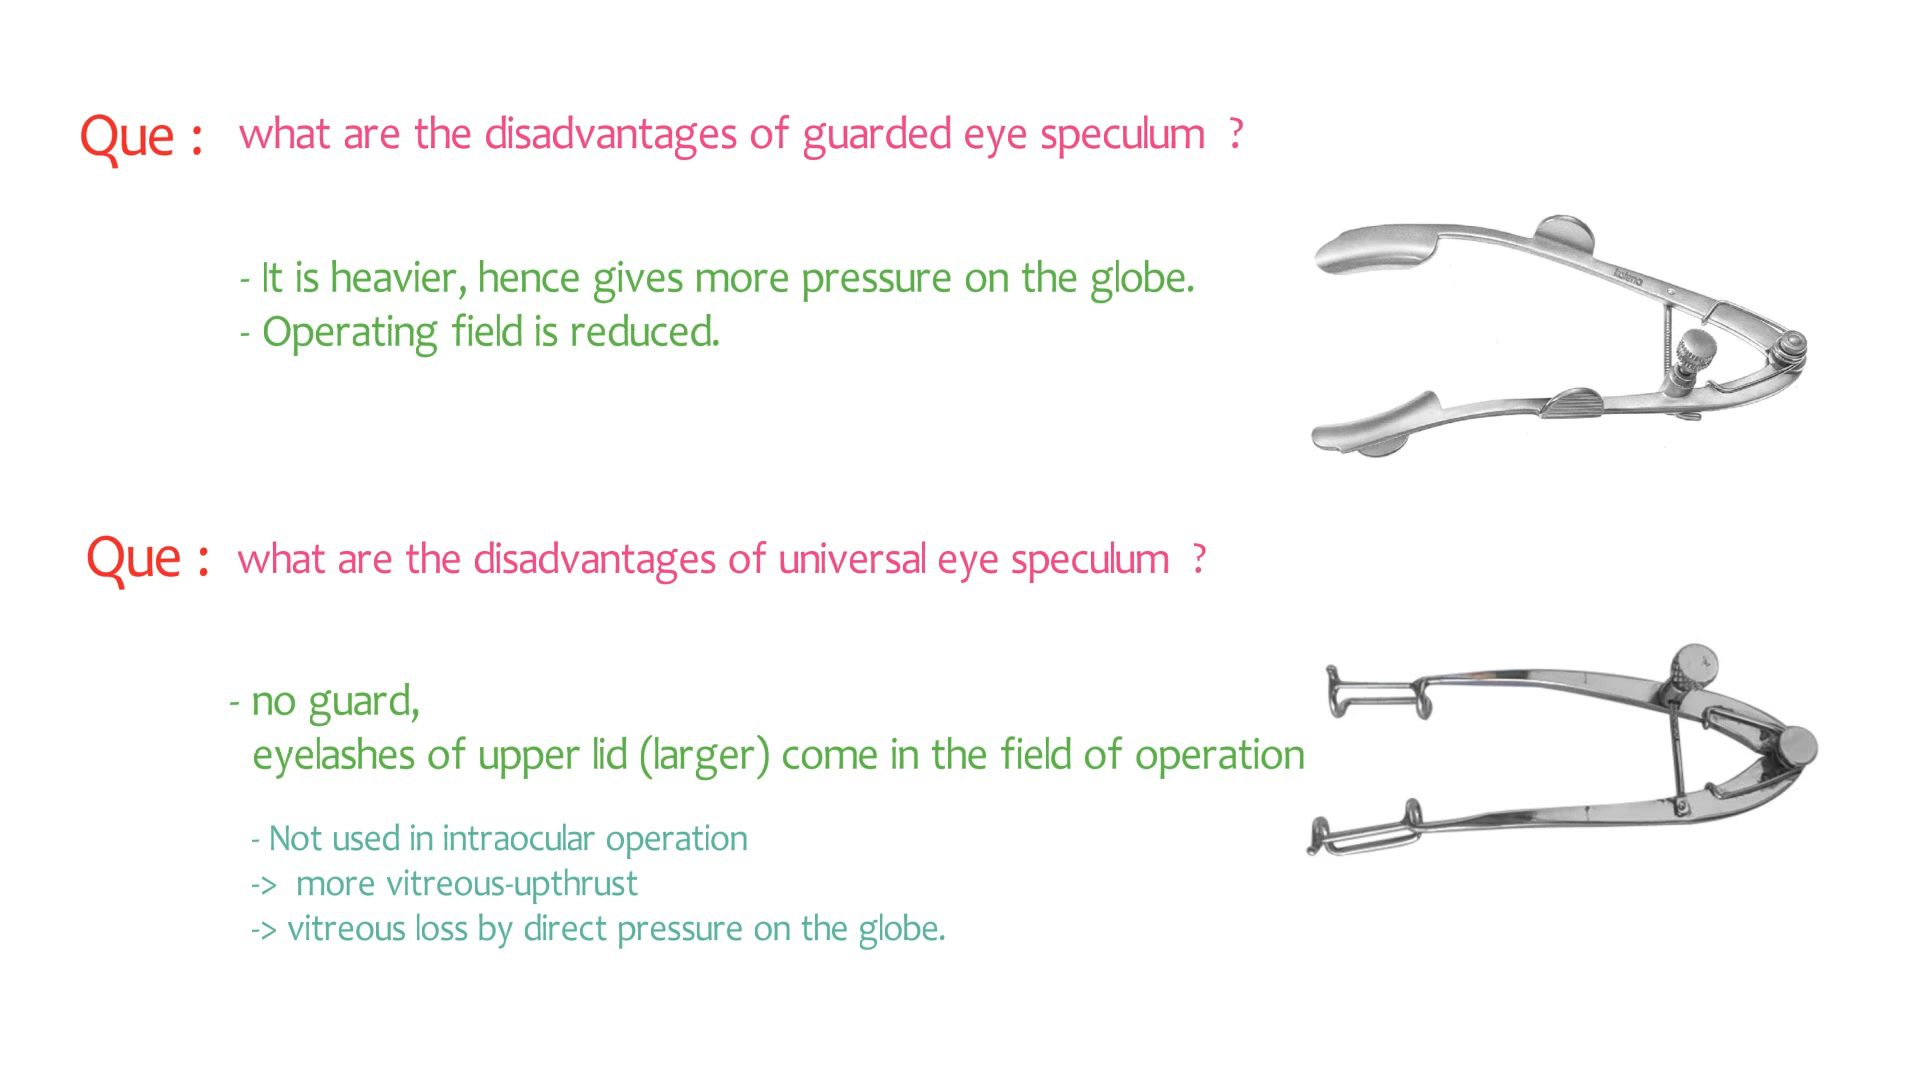 Que : what are the disadvantages of guarded eye speculum ?
- It is heavier, hence gives more pressure on the globe.
- Operating field is reduced.
katena
Que : what are the disadvantages of universal eye speculum ?
- no guard,
eyelashes of upper lid (larger) come in the field of operation
- Not used in intraocular operation
-> more vitreous-upthrust
-> vitreous loss by direct pressure on the globe.